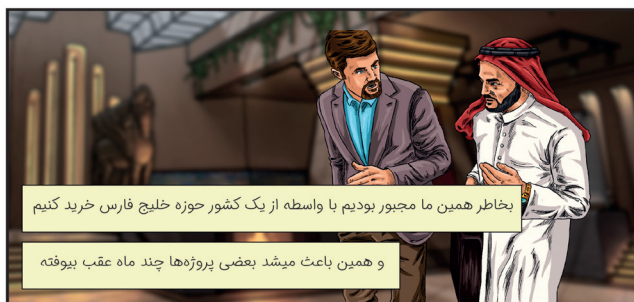 بخاطر همین ما مجبور بودیم با واسطه از یک کشور حوزه خلیج فارس خرید کنیم
و همین باعث میشد بعضی پروژه‌ها چند ماه عقب بیوفته